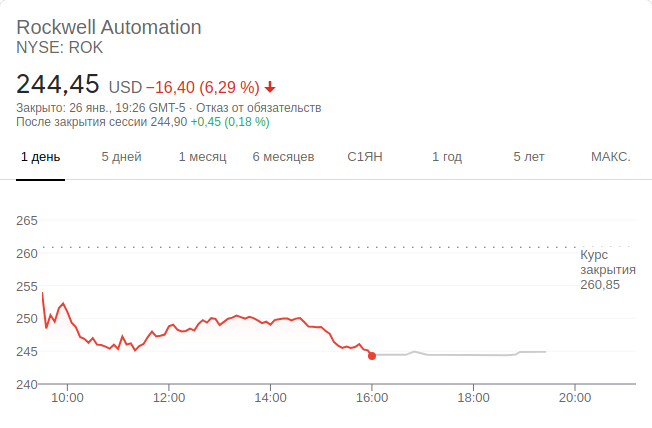 Rockwell Automation
NYSE: ROK
244,45 USD −16,40 (6,29 %)
Закрыто: 26 янв., 19:26 GMT-5 · Отказ от обязательств
После закрытия сессии 244,90 +0,45 (0,18 %)
1 день 5 дней 1 месяц 6 месяцев С1ЯН 1 год 5 лет МАКС.
265
260
255
250
245
240
Курс
закрытия
260,85
10:00 12:00 14:00 16:00 18:00 20:00